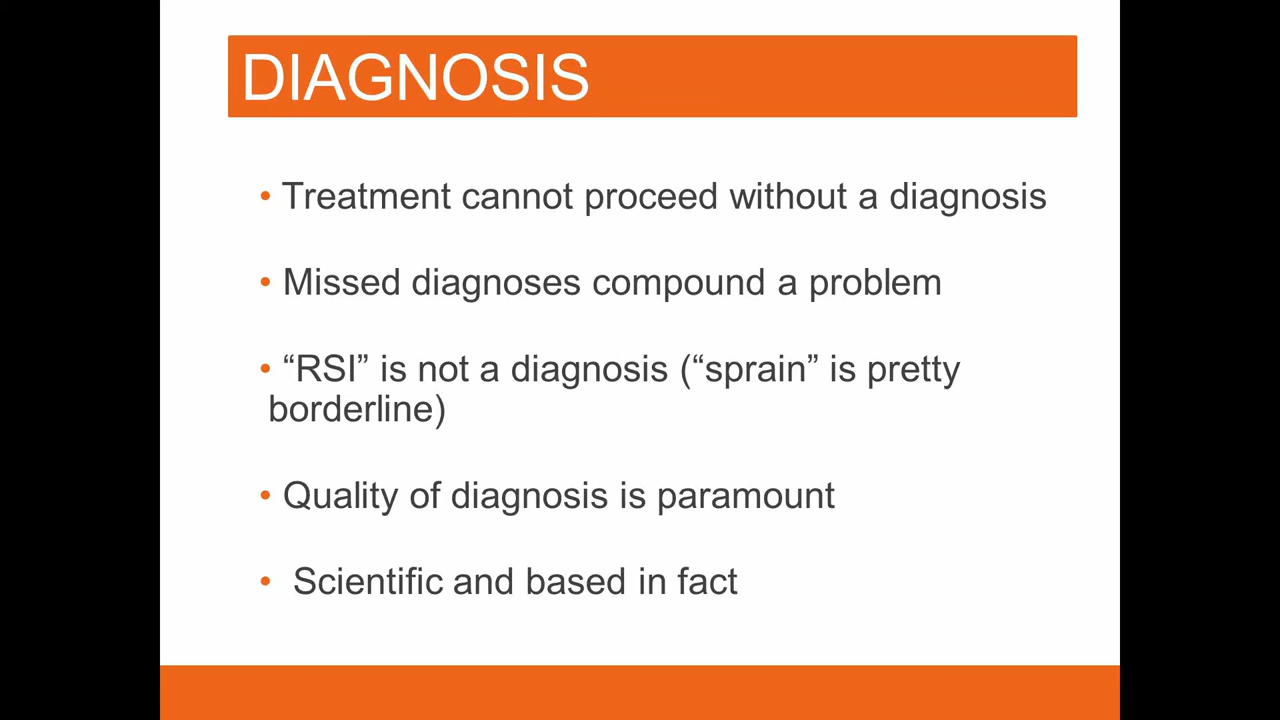 DIAGNOSIS
• Treatment cannot proceed without a diagnosis
• Missed diagnoses compound a problem
• “RSI” is not a diagnosis (“sprain” is pretty
borderline)
• Quality of diagnosis is paramount
• Scientific and based in fact